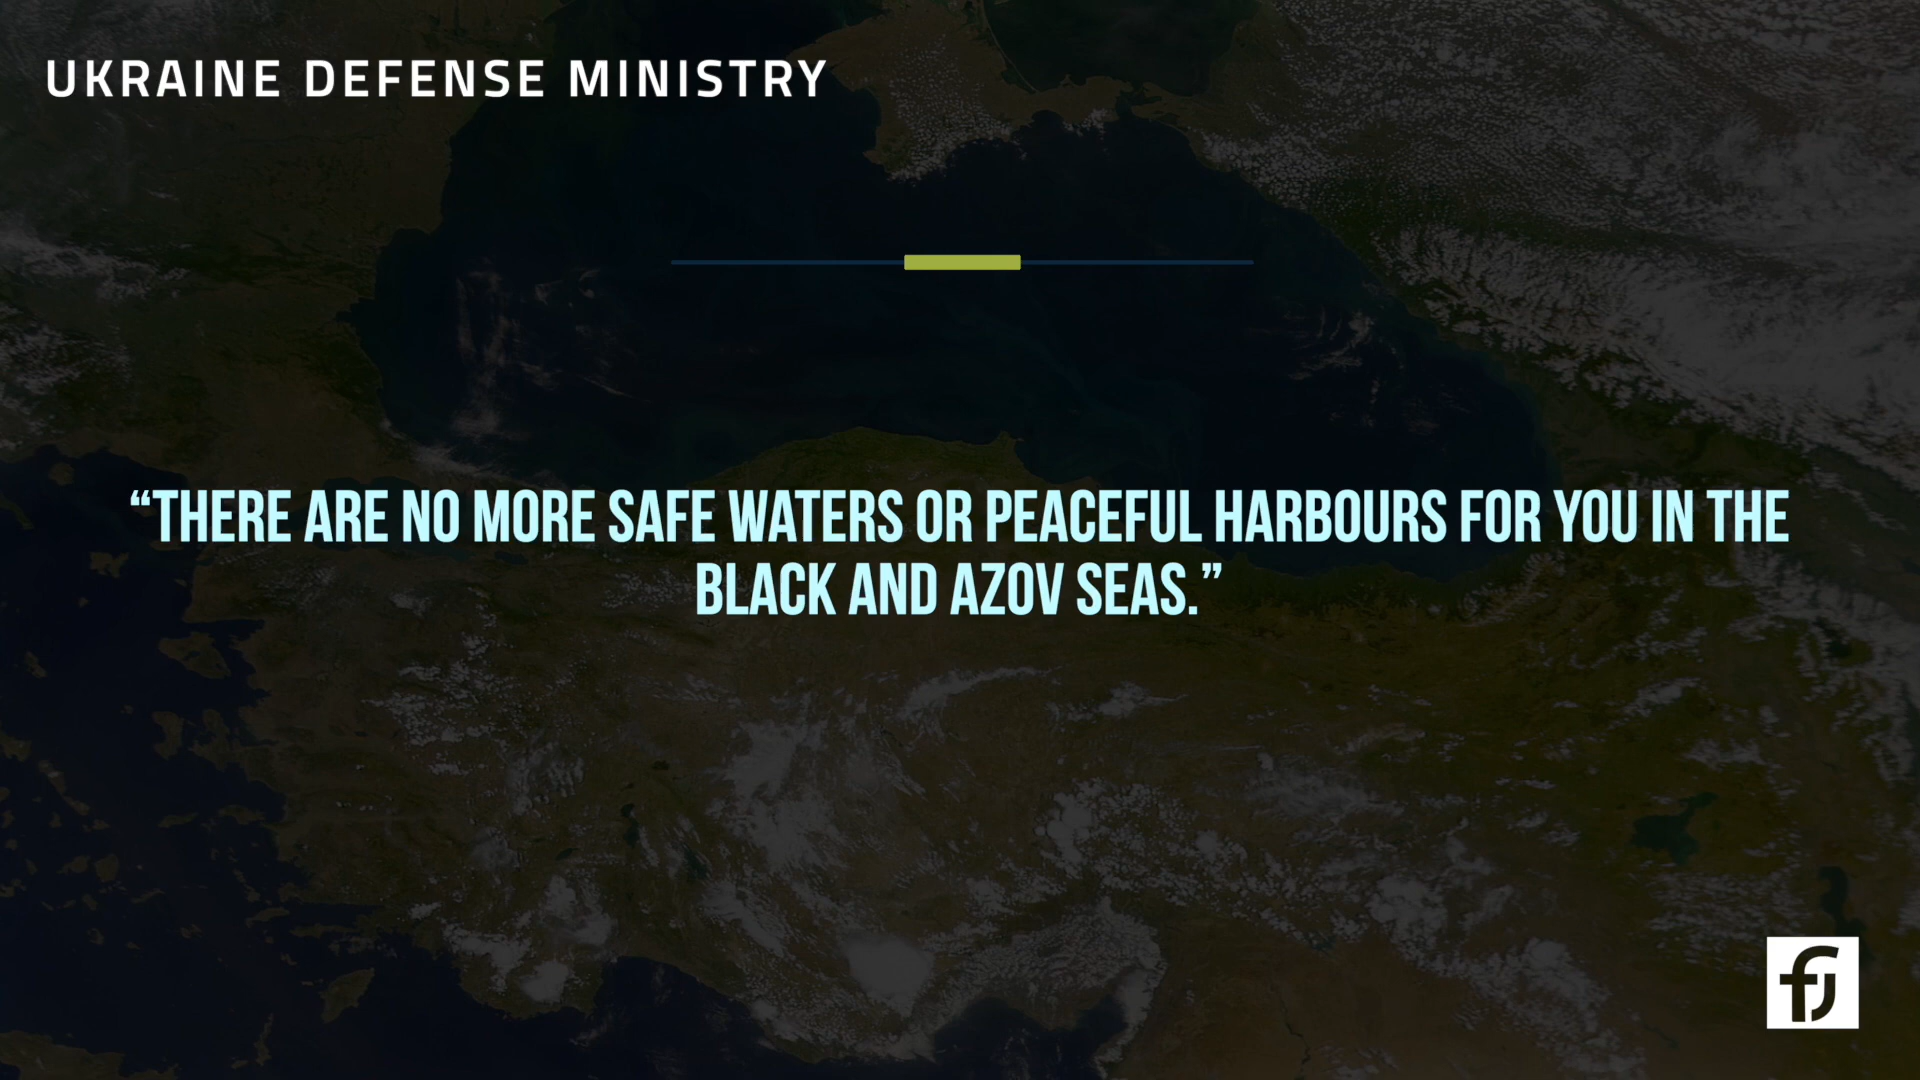 UKRAINE DEFENSE MINISTRY
“THERE ARE NO MORE SAFE WATERS OR PEACEFUL HARBOURS FOR YOU IN THE
BLACK AND AZOV SEAS.”
fj